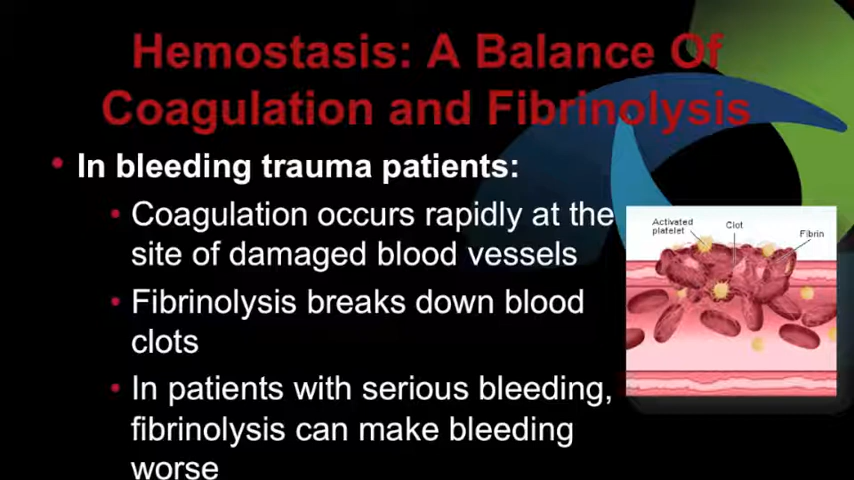 Hemostasis: A Balance Of
Coagulation and Fibrinolysis
• In bleeding trauma patients:
• Coagulation occurs rapidly at the
site of damaged blood vessels
• Fibrinolysis breaks down blood
clots
• In patients with serious bleeding,
fibrinolysis can make bleeding
worse
Activated
platelet
Clot
Fibrin